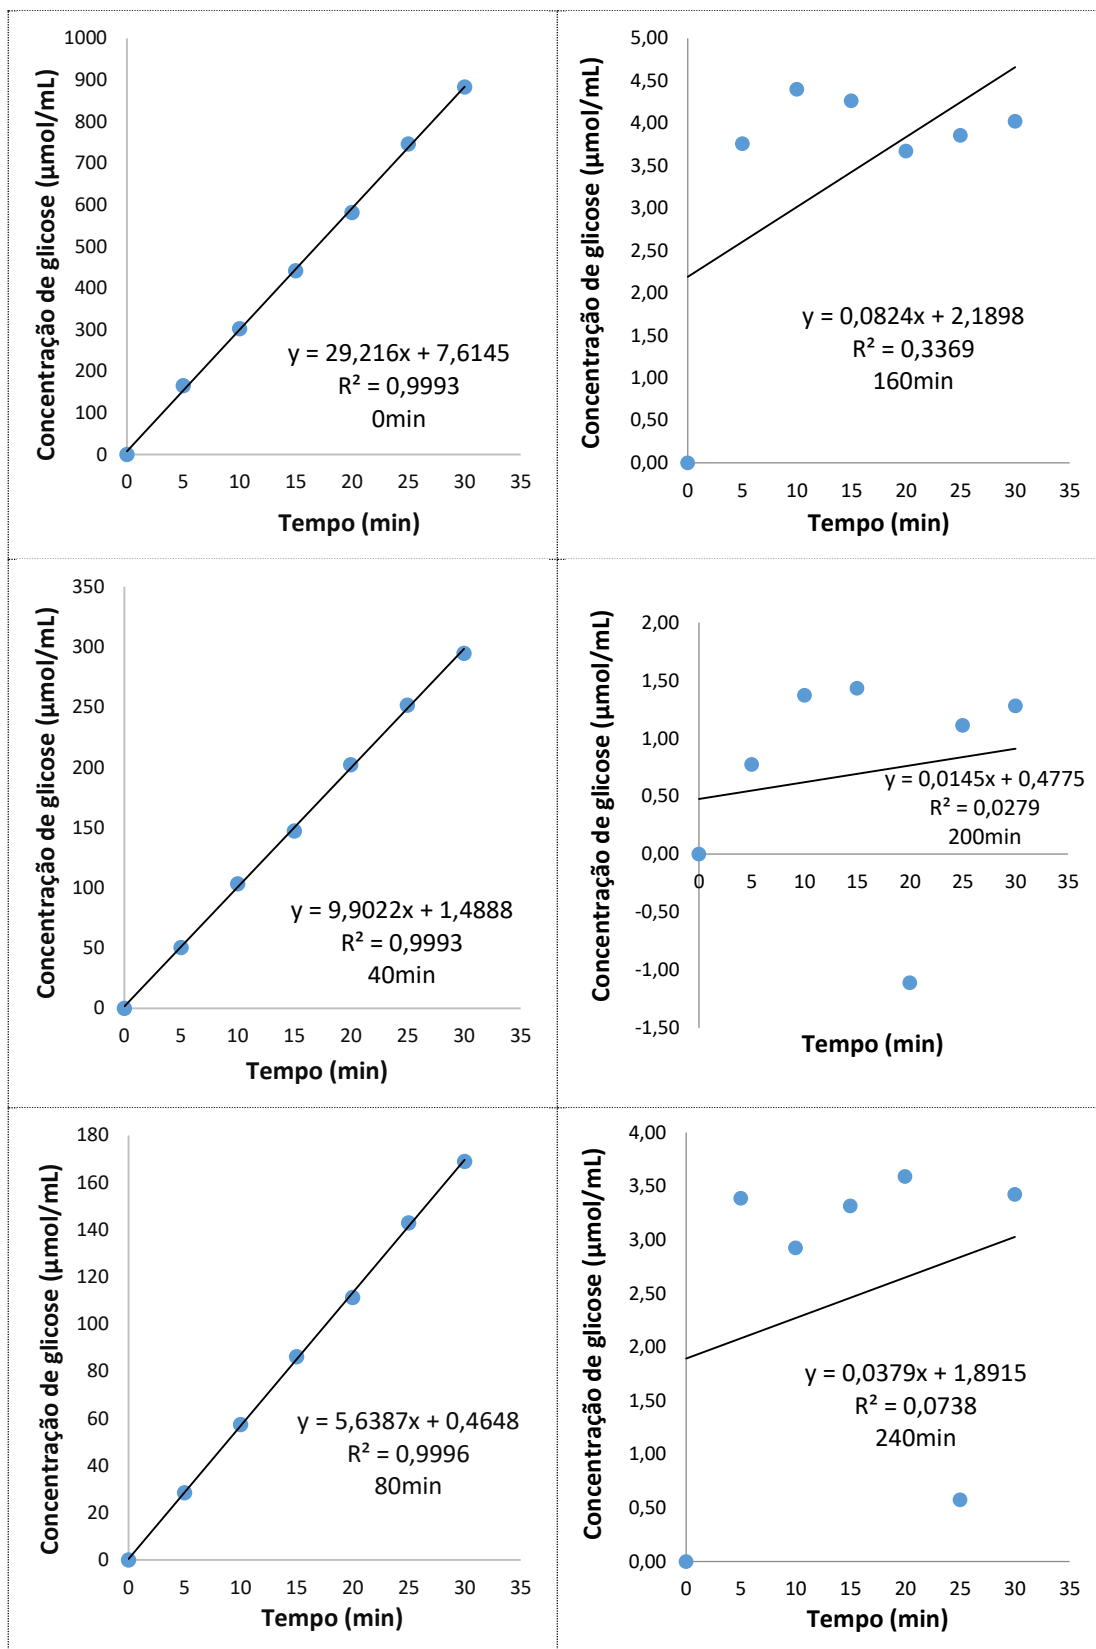 Concentração de glicose (µmol/mL)
1000
900
800
700
600
500
400
300
200
100
0
y = 29,216x + 7,6145
R² = 0,9993
0min
0 5 10 15 20 25 30 35
Tempo (min)
Concentração de glicose (µmol/mL)
5,00
4,50
4,00
3,50
3,00
2,50
2,00
1,50
1,00
0,50
0,00
y = 0,0824x + 2,1898
R² = 0,3369
160min
0 5 10 15 20 25 30 35
Tempo (min)
Concentração de glicose (µmol/mL)
350
300
250
200
150
100
50
0
y = 9,9022x + 1,4888
R² = 0,9993
40min
0 5 10 15 20 25 30 35
Tempo (min)
Concentração de glicose (µmol/mL)
2,00
1,50
1,00
0,50
0,00
-0,50
-1,00
-1,50
y = 0,0145x + 0,4775
R² = 0,0279
200min
0 5 10 15 20 25 30 35
Tempo (min)
Concentração de glicose (µmol/mL)
180
160
140
120
100
80
60
40
20
0
y = 5,6387x + 0,4648
R² = 0,9996
80min
0 5 10 15 20 25 30 35
Tempo (min)
Concentração de glicose (µmol/mL)
4,00
3,50
3,00
2,50
2,00
1,50
1,00
0,50
0,00
y = 0,0379x + 1,8915
R² = 0,0738
240min
0 5 10 15 20 25 30 35
Tempo (min)